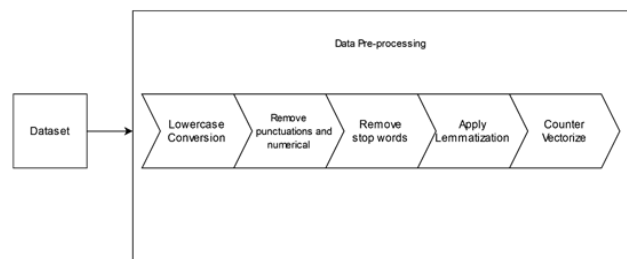 Data Pre-processing
Dataset
Lowercase
Conversion
Remove
punctuations and
numerical
Remove
stop words
Apply
Lemmatization
Counter
Vectorize